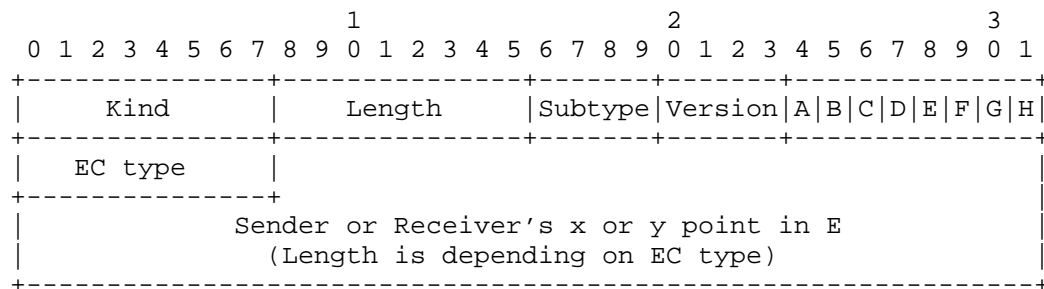 1                   2                   3
 0 1 2 3 4 5 6 7 8 9 0 1 2 3 4 5 6 7 8 9 0 1 2 3 4 5 6 7 8 9 0 1
+---------------+---------------+-------+-------+---------------+
|     Kind      |    Length     |Subtype|Version|A|B|C|D|E|F|G|H|
+---------------+---------------+-------+-------+---------------+
|   EC type     |                                               |
+---------------+                                               |
|             Sender or Receiver's x or y point in E            |
|               (Length is depending on EC type)                |
+---------------------------------------------------------------+